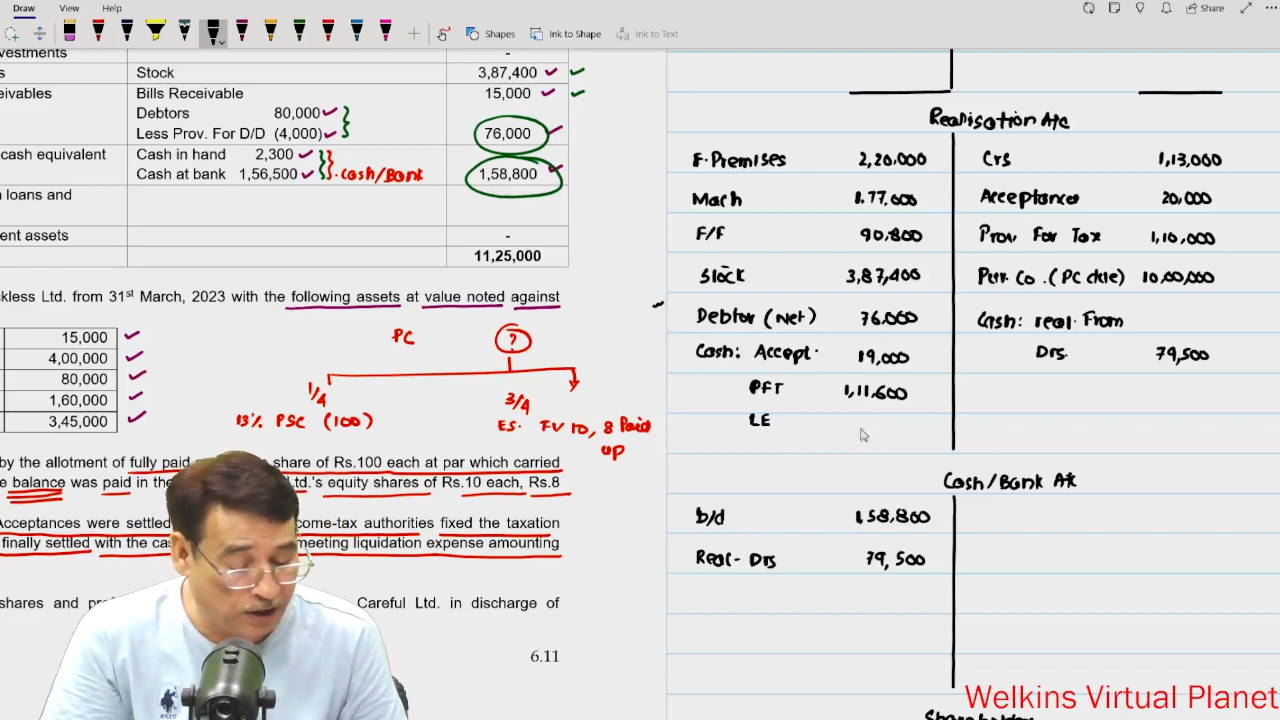 Draw View Help
Share
Shapes Ink to Shape Ink to Text
vestments -
s Stock 3,87,400
eivables Bills Receivable 15,000
Debtors 80,000
Less Prov. For D/D (4,000) 76,000
cash equivalent Cash in hand 2,300
Cash at bank 1,56,500 Cash/Bank 1,58,800
n loans and
ent assets -
11,25,000
ckless Ltd. from 31st March, 2023 with the following assets at value noted against
15,000
4,00,000
80,000
1,60,000
3,45,000
PC ?
1/4 3/4
13% PSC (100) ES. FV 10, 8 Paid
up
by the allotment of fully paid share of Rs.100 each at par which carried
e balance was paid in the td.'s equity shares of Rs.10 each, Rs.8
Acceptances were settled come-tax authorities fixed the taxation
finally settled with the cas meeting liquidation expense amounting
shares and Careful Ltd. in discharge of
6.11
Realisation A/c
F. Premises 2,20,000 Crs 1,13,000
Mach 1,77,600 Acceptances 20,000
F/F 90,800 Prov. For Tax 1,10,000
Stock 3,87,400 Pur. Co. (PC due) 10,00,000
Debtor (Net) 76,000 Cash: real. From
Cash: Accept. 19,000 Drs. 79,500
PFT 1,11,600
LE
Cash/Bank A/c
b/d 1,58,800
Real- Drs 79,500
Welkins Virtual Planet